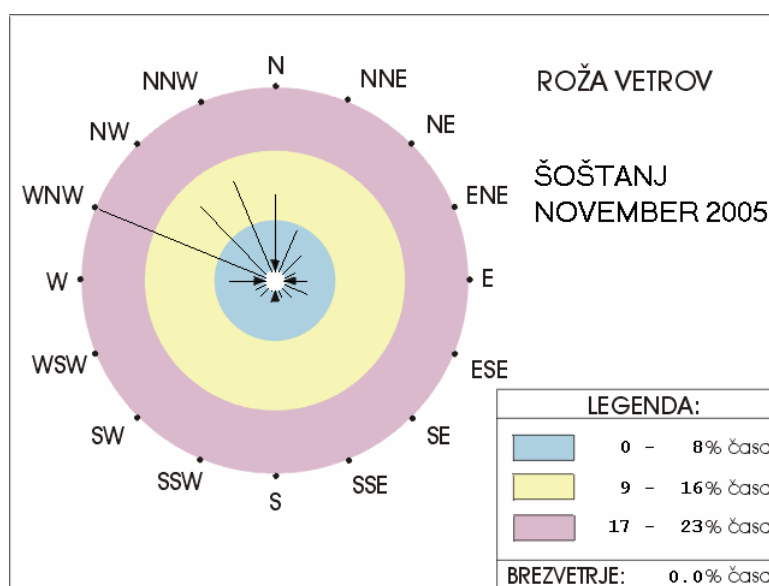 ROŽA VETROV
ŠOŠTANJ
NOVEMBER 2005
N
NNW
NNE
NW
NE
WNW
ENE
W
E
WSW
ESE
SW
SE
SSW
SSE
S
LEGENDA:
0 - 8% časa
9 - 16% časa
17 - 23% časa
BREZVETRJE: 0.0% časa